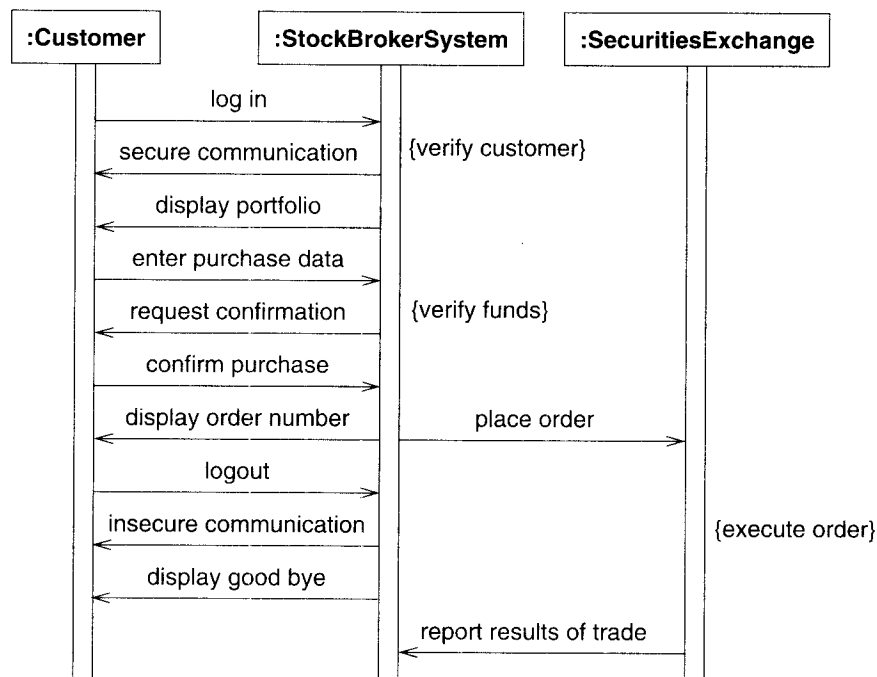 :Customer
:StockBrokerSystem
:SecuritiesExchange
log in
secure communication
{verify customer}
display portfolio
enter purchase data
request confirmation
{verify funds}
confirm purchase
display order number
place order
logout
insecure communication
{execute order}
display good bye
report results of trade